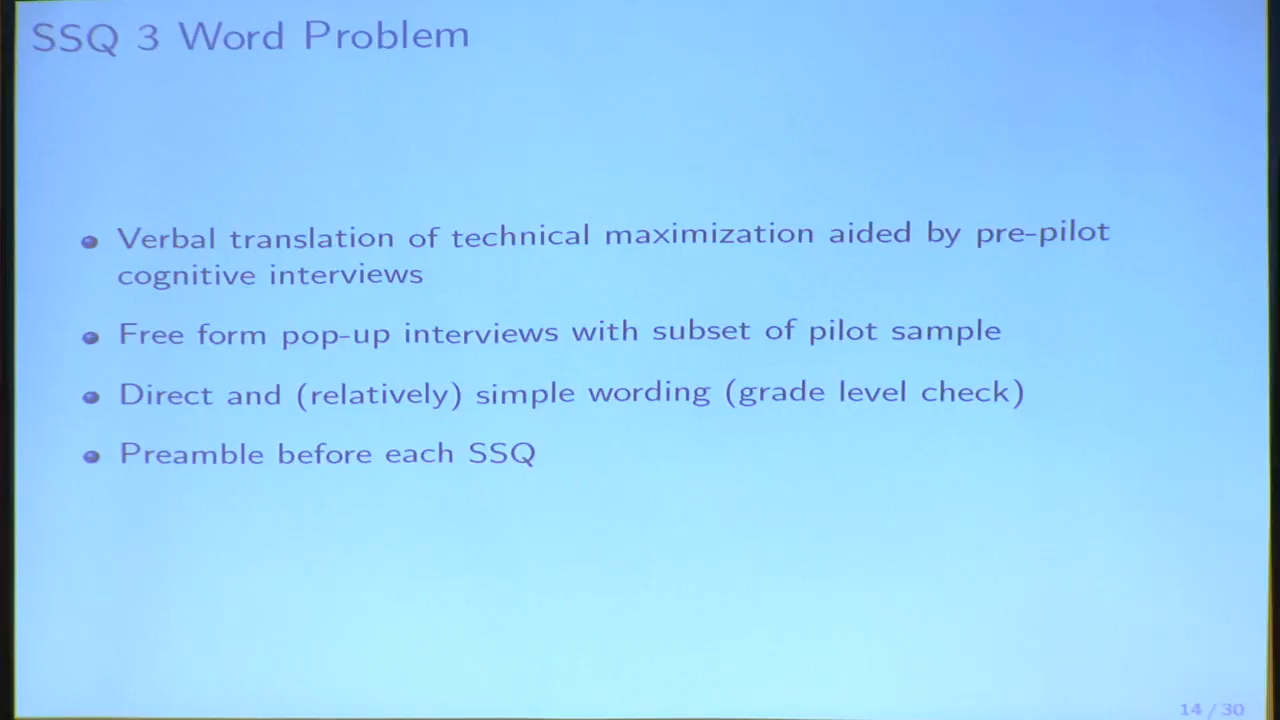 SSQ 3 Word Problem
Verbal translation of technical maximization aided by pre-pilot
cognitive interviews
Free form pop-up interviews with subset of pilot sample
Direct and (relatively) simple wording (grade level check)
Preamble before each SSQ
14 / 30